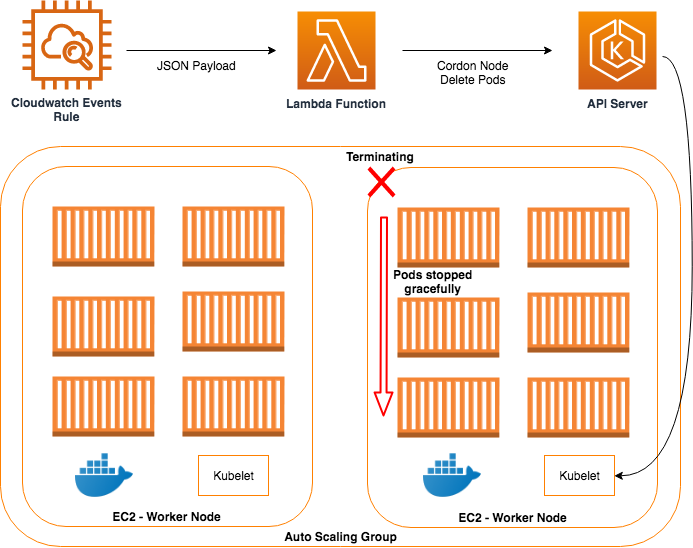 JSON Payload
Cordon Node
Delete Pods
Cloudwatch Events
Rule
Lambda Function
API Server
K
Terminating
Pods stopped
gracefully
Kubelet
Kubelet
EC2 - Worker Node
EC2 - Worker Node
Auto Scaling Group